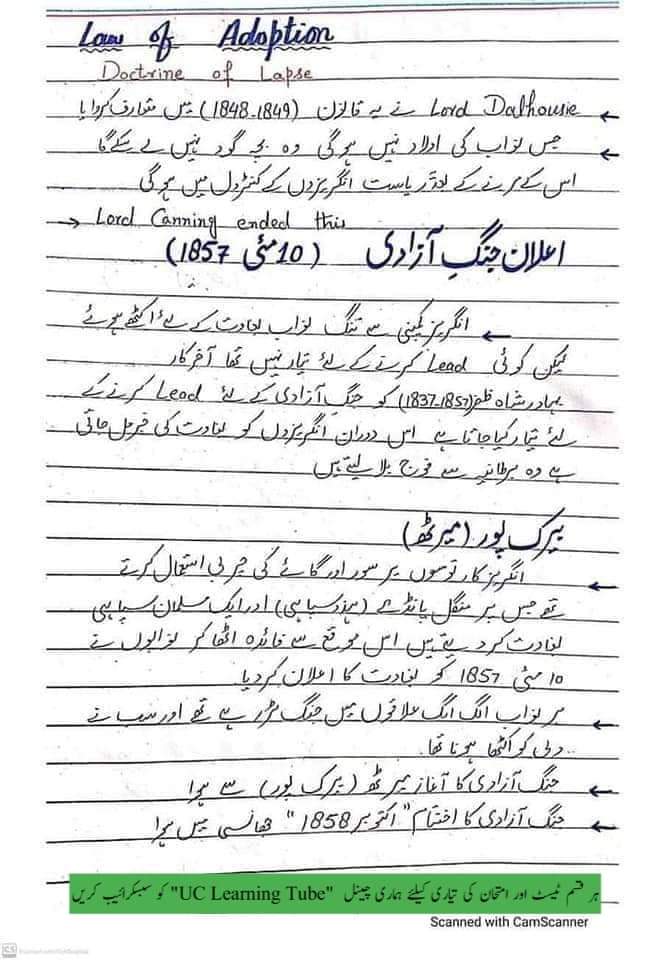 Law of Adoption
Doctrine of Lapse
← Lord Dalhousie نے یہ قانون (1848-1849) میں متعارف کروایا
← جس نواب کی اولاد نہیں ہوگی وہ بچہ گود نہیں لے سکے گا
اس کے مرنے کے بعد ریاست انگریزوں کے کنٹرول میں ہوگی
→ Lord Canning ended this
اعلان جنگِ آزادی (10 مئی 1857)
← انگریز کمپنی سے تنگ نواب بغاوت کے لئے اکٹھے ہوئے
لیکن کوئی Lead کرنے کے لئے تیار نہیں تھا آخر کار
بہادر شاہ ظفر (1837-1857) کو جنگِ آزادی کے لئے Lead کرنے کے
لئے تیار کیا جاتا ہے اس دوران انگریزوں کو بغاوت کی خبر مل جاتی
ہے وہ برطانیہ سے فوج بلا لیتے ہیں
بیرک پور (میرٹھ)
← انگریز کارتوسوں پر سور اور گائے کی چربی استعمال کرتے
تھے جس پر منگل پانڈے (ہندو سپاہی) اور ایک مسلمان سپاہی
بغاوت کر دیتے ہیں اس موقع سے فائدہ اٹھا کر نوابوں نے
10 مئی 1857 کو بغاوت کا اعلان کر دیا
← ہر نواب الگ الگ علاقوں میں جنگ لڑ رہے تھے اور سب نے
دہلی کو اکٹھا ہونا تھا.
← جنگ آزادی کا آغاز میرٹھ (بیرک پور) سے ہوا
← جنگ آزادی کا اختتام "اکتوبر 1858" جھانسی میں ہوا
ہر قسم ٹیسٹ اور امتحان کی تیاری کیلئے ہماری چینل "UC Learning Tube" کو سبسکرائیب کریں
Scanned with CamScanner
CS